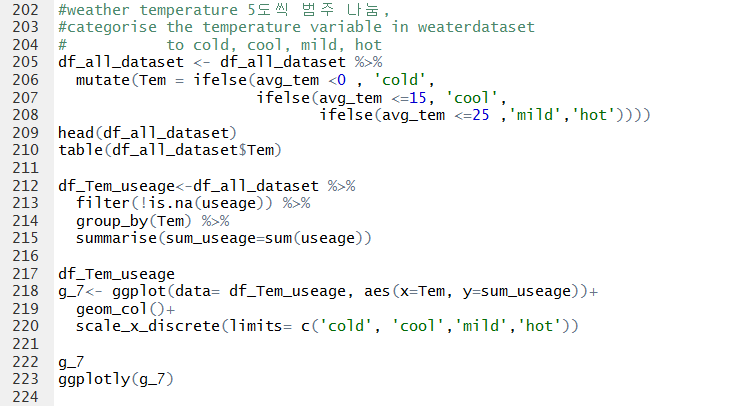 202 #weather temperature 5도씩 범주 나눔,
203 #categorise the temperature variable in weaterdataset
204 #           to cold, cool, mild, hot
205 df_all_dataset <- df_all_dataset %>%
206   mutate(Tem = ifelse(avg_tem <0 , 'cold',
207                       ifelse(avg_tem <=15, 'cool',
208                              ifelse(avg_tem <=25 ,'mild','hot'))))
209 head(df_all_dataset)
210 table(df_all_dataset$Tem)
211
212 df_Tem_useage<-df_all_dataset %>%
213   filter(!is.na(useage)) %>%
214   group_by(Tem) %>%
215   summarise(sum_useage=sum(useage))
216
217 df_Tem_useage
218 g_7<- ggplot(data= df_Tem_useage, aes(x=Tem, y=sum_useage))+
219   geom_col()+
220   scale_x_discrete(limits= c('cold', 'cool','mild','hot'))
221
222 g_7
223 ggplotly(g_7)
224